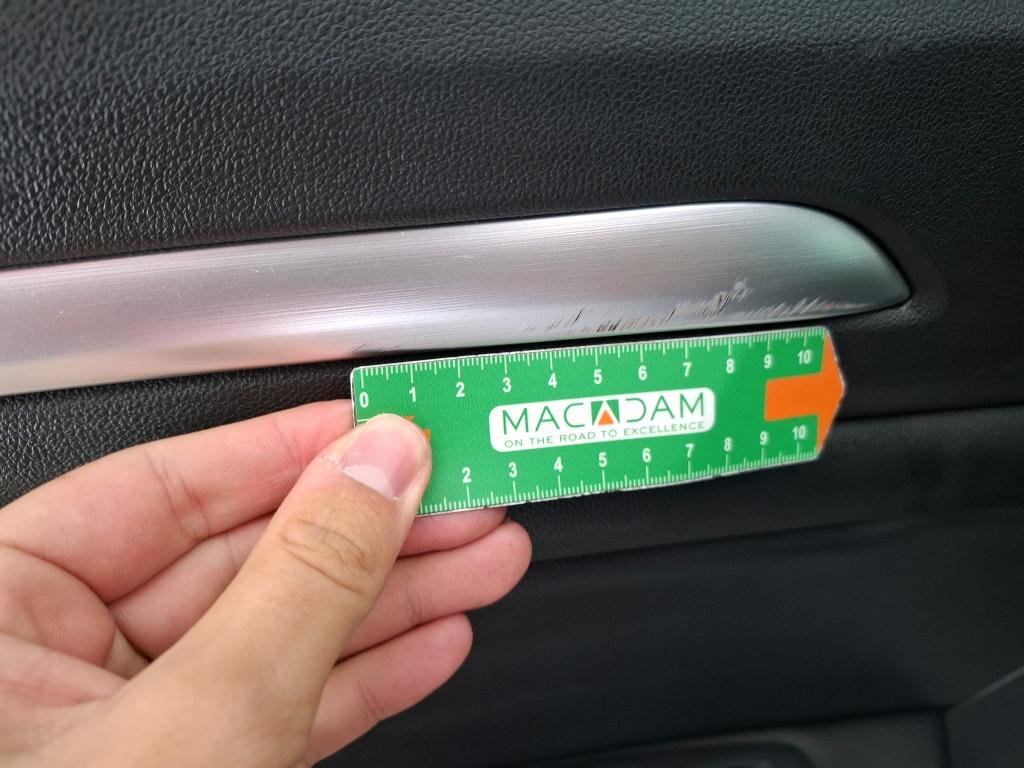 0 1 2 3 4 5 6 7 8 9 10
MACADAM
ON THE ROAD TO EXCELLENCE
2 3 4 5 6 7 8 9 10